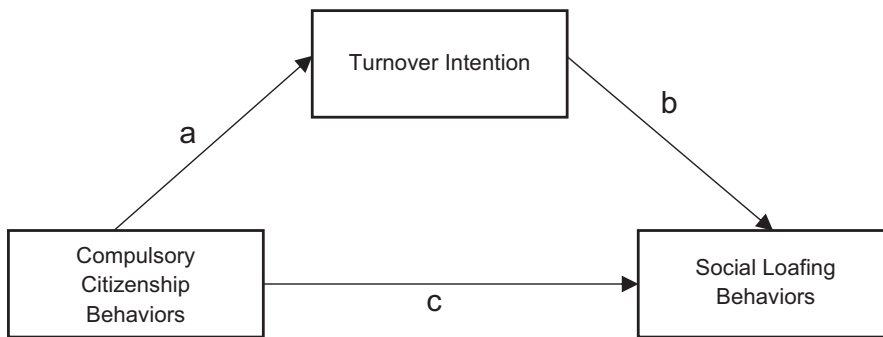 Turnover Intention
a
b
Compulsory
Citizenship
Behaviors
c
Social Loafing
Behaviors